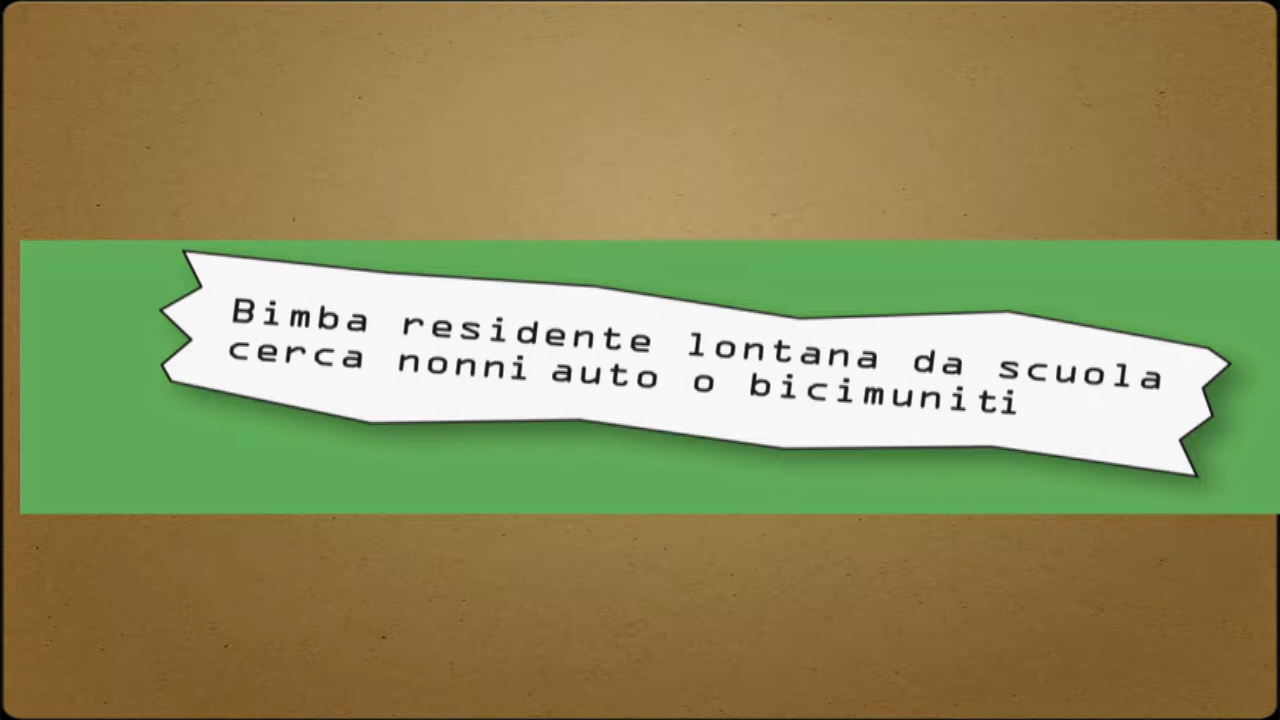 Bimba residente lontana da scuola
cerca nonni auto o bicimuniti